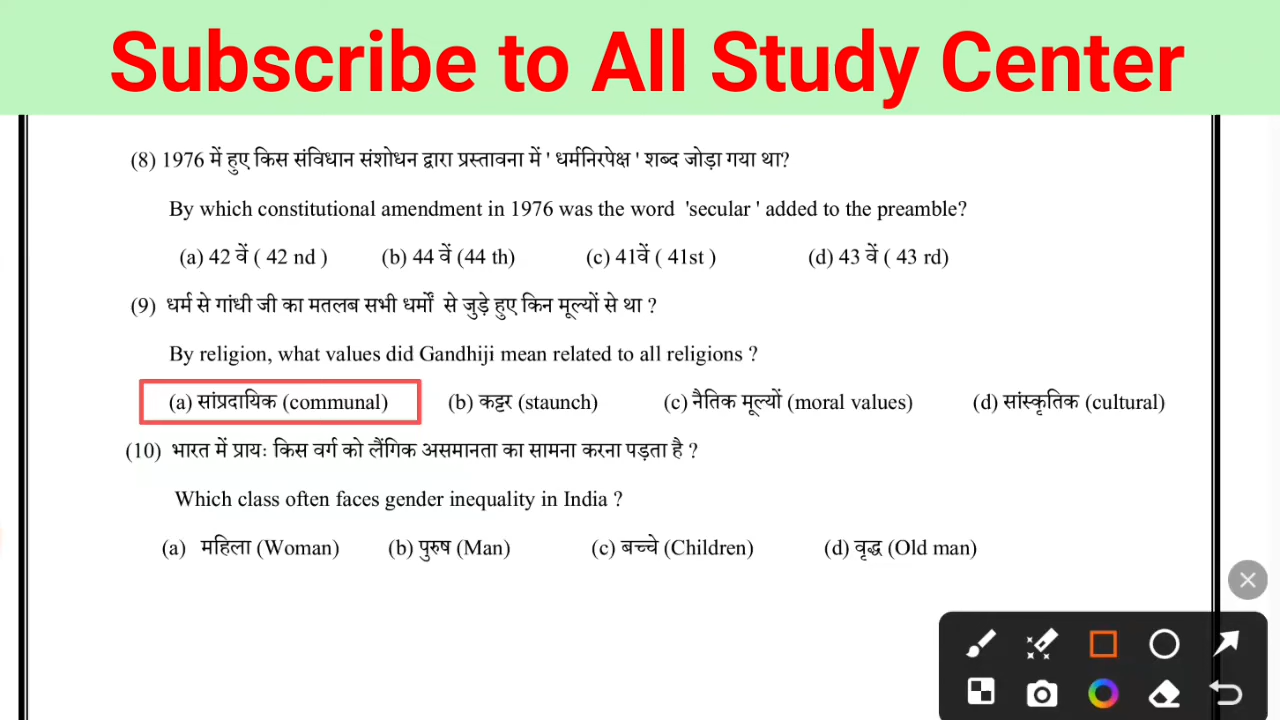 Subscribe to All Study Center
(8) 1976 में हुए किस संविधान संशोधन द्वारा प्रस्तावना में ' धर्मनिरपेक्ष ' शब्द जोड़ा गया था?
By which constitutional amendment in 1976 was the word 'secular ' added to the preamble?
(a) 42 वें ( 42 nd ) (b) 44 वें (44 th) (c) 41वें ( 41st ) (d) 43 वें ( 43 rd)
(9) धर्म से गांधी जी का मतलब सभी धर्मों से जुड़े हुए किन मूल्यों से था ?
By religion, what values did Gandhiji mean related to all religions ?
(a) सांप्रदायिक (communal) (b) कट्टर (staunch) (c) नैतिक मूल्यों (moral values) (d) सांस्कृतिक (cultural)
(10) भारत में प्रायः किस वर्ग को लैंगिक असमानता का सामना करना पड़ता है ?
Which class often faces gender inequality in India ?
(a) महिला (Woman) (b) पुरुष (Man) (c) बच्चे (Children) (d) वृद्ध (Old man)